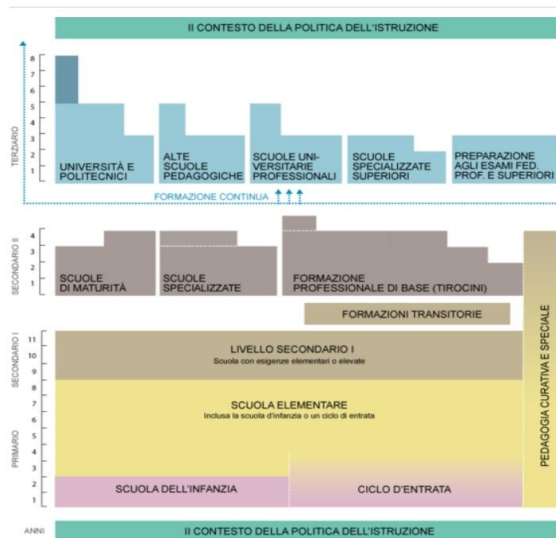 II CONTESTO DELLA POLITICA DELL'ISTRUZIONE
TERZIARIO
8
7
6
5
4
3
2
1
UNIVERSITÀ E
POLITECNICI
ALTE
SCUOLE
PEDAGOGICHE
SCUOLE UNI-
VERSITARIE
PROFESSIONALI
SCUOLE
SPECIALIZZATE
SUPERIORI
PREPARAZIONE
AGLI ESAMI FED.
PROF. E SUPERIORI
FORMAZIONE CONTINUA
SECONDARIO II
4
3
2
1
SCUOLE
DI MATURITÀ
SCUOLE
SPECIALIZZATE
FORMAZIONE
PROFESSIONALE DI BASE (TIROCINI)
FORMAZIONI TRANSITORIE
PEDAGOGIA CURATIVA E SPECIALE
SECONDARIO I
11
10
9
LIVELLO SECONDARIO I
Scuola con esigenze elementari o elevate
PRIMARIO
8
7
6
5
4
3
2
1
SCUOLA ELEMENTARE
Inclusa la scuola d'infanzia o un ciclo di entrata
SCUOLA DELL'INFANZIA
CICLO D'ENTRATA
ANNI
II CONTESTO DELLA POLITICA DELL'ISTRUZIONE